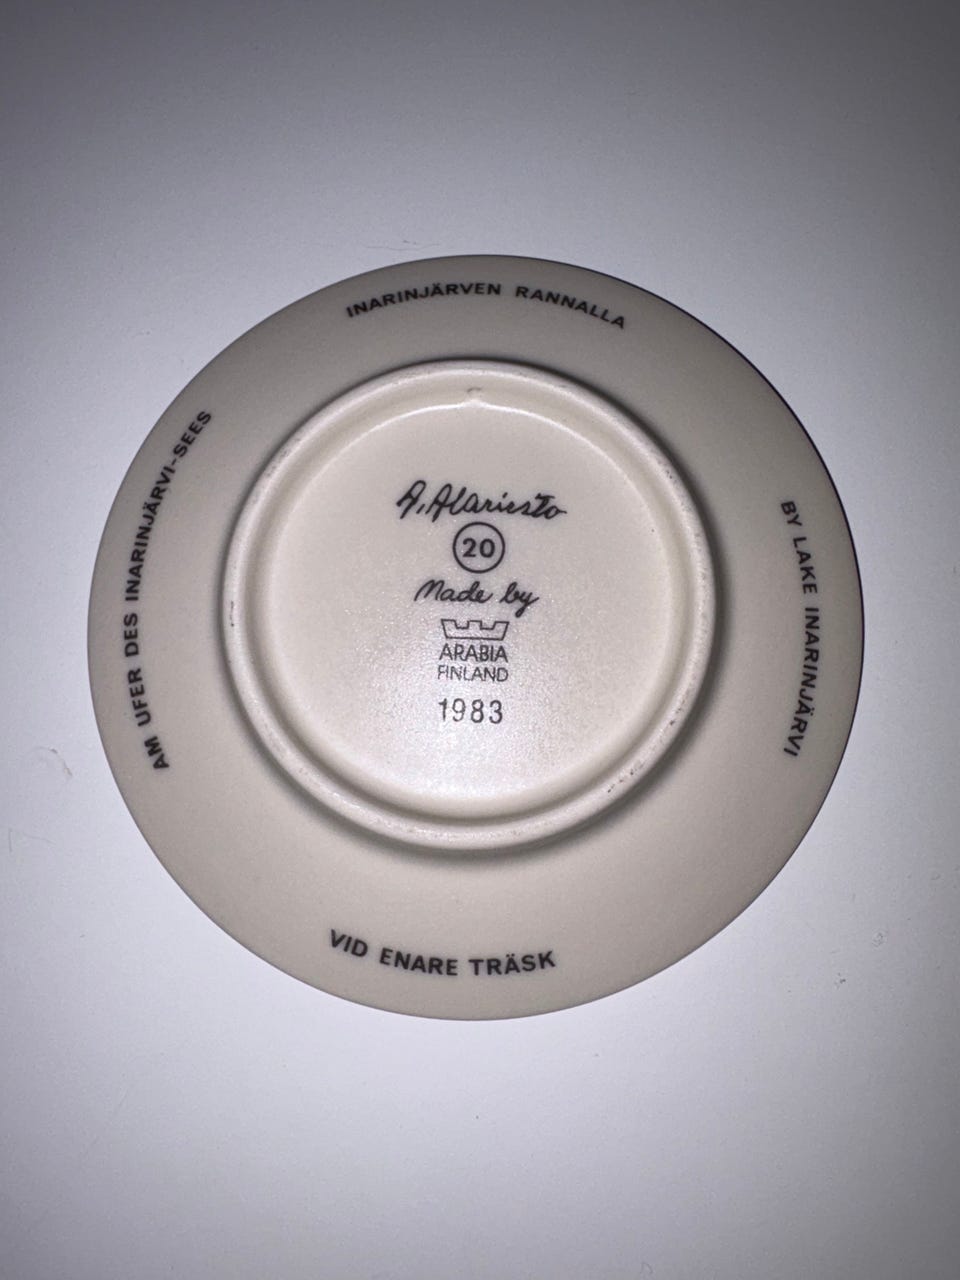 INARINJÄRVEN RANNALLA
BY LAKE INARINJÄRVI
VID ENARE TRÄSK
AM UFER DES INARINJÄRVI-SEES
A. Alariesto
20
Made by
ARABIA
FINLAND
1983